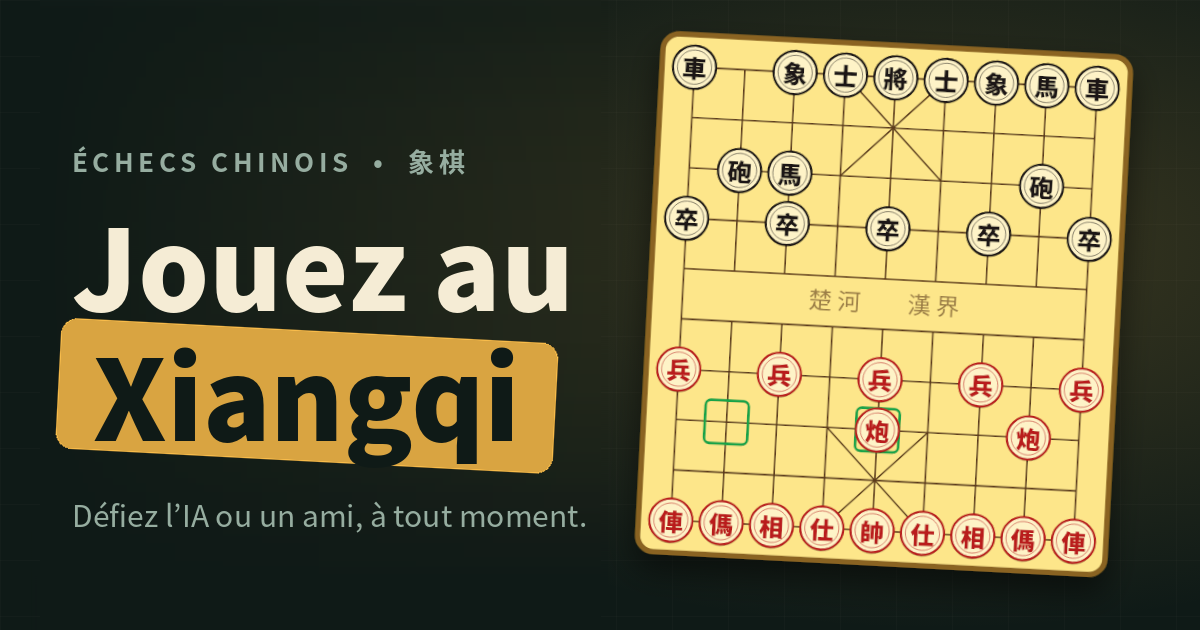 ÉCHECS CHINOIS • 象棋
Jouez au
Xiangqi
Défiez l’IA ou un ami, à tout moment.
車 象 士 將 士 象 馬 車
砲 馬 砲
卒 卒 卒 卒 卒
楚河 漢界
兵 兵 兵 兵 兵
炮 炮
俥 傌 相 仕 帥 仕 相 傌 俥